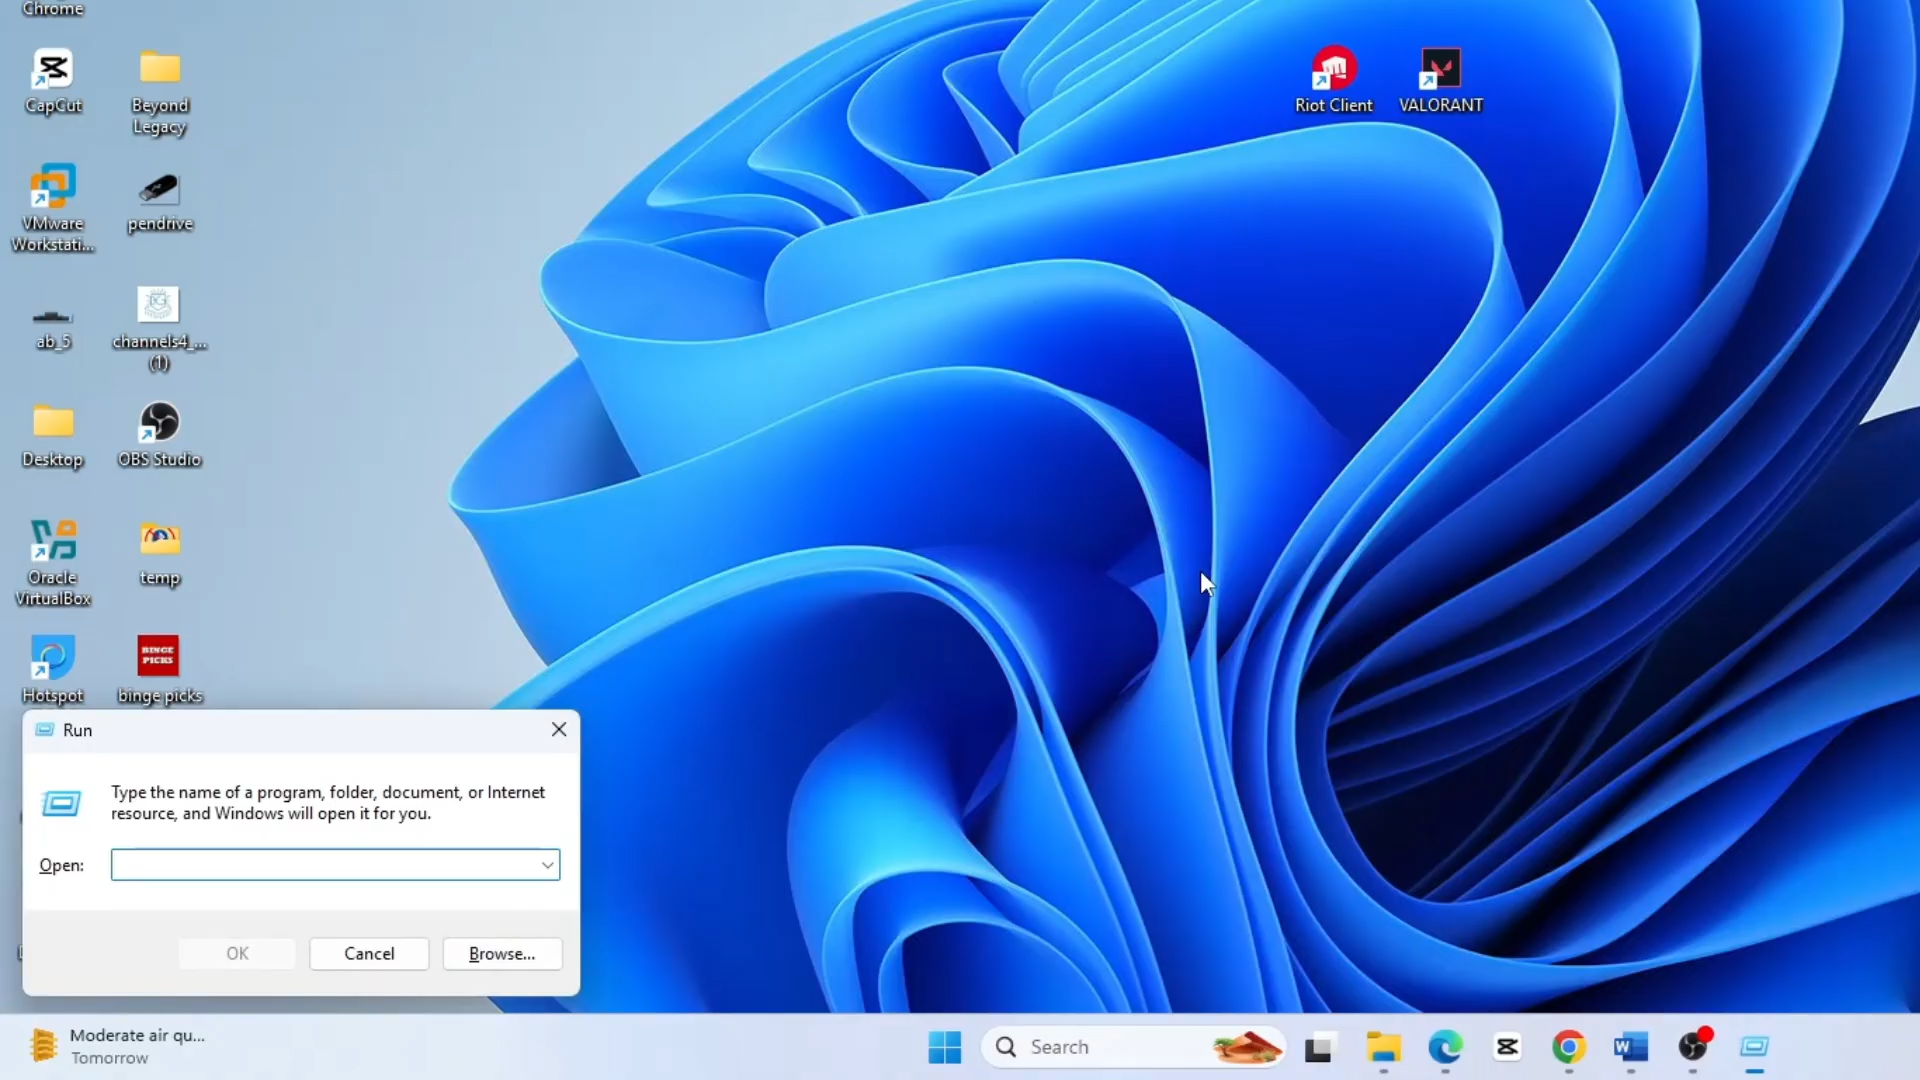 Chrome
CapCut
Beyond
Legacy
Riot Client
VALORANT
VMware
Workstati...
pendrive
ab_5
channels4_...
(1)
Desktop
OBS Studio
Oracle
VirtualBox
temp
BINGE
PICKS
Hotspot
binge picks
Run
Type the name of a program, folder, document, or Internet
resource, and Windows will open it for you.
Open:
OK
Cancel
Browse...
Moderate air qu...
Tomorrow
Search